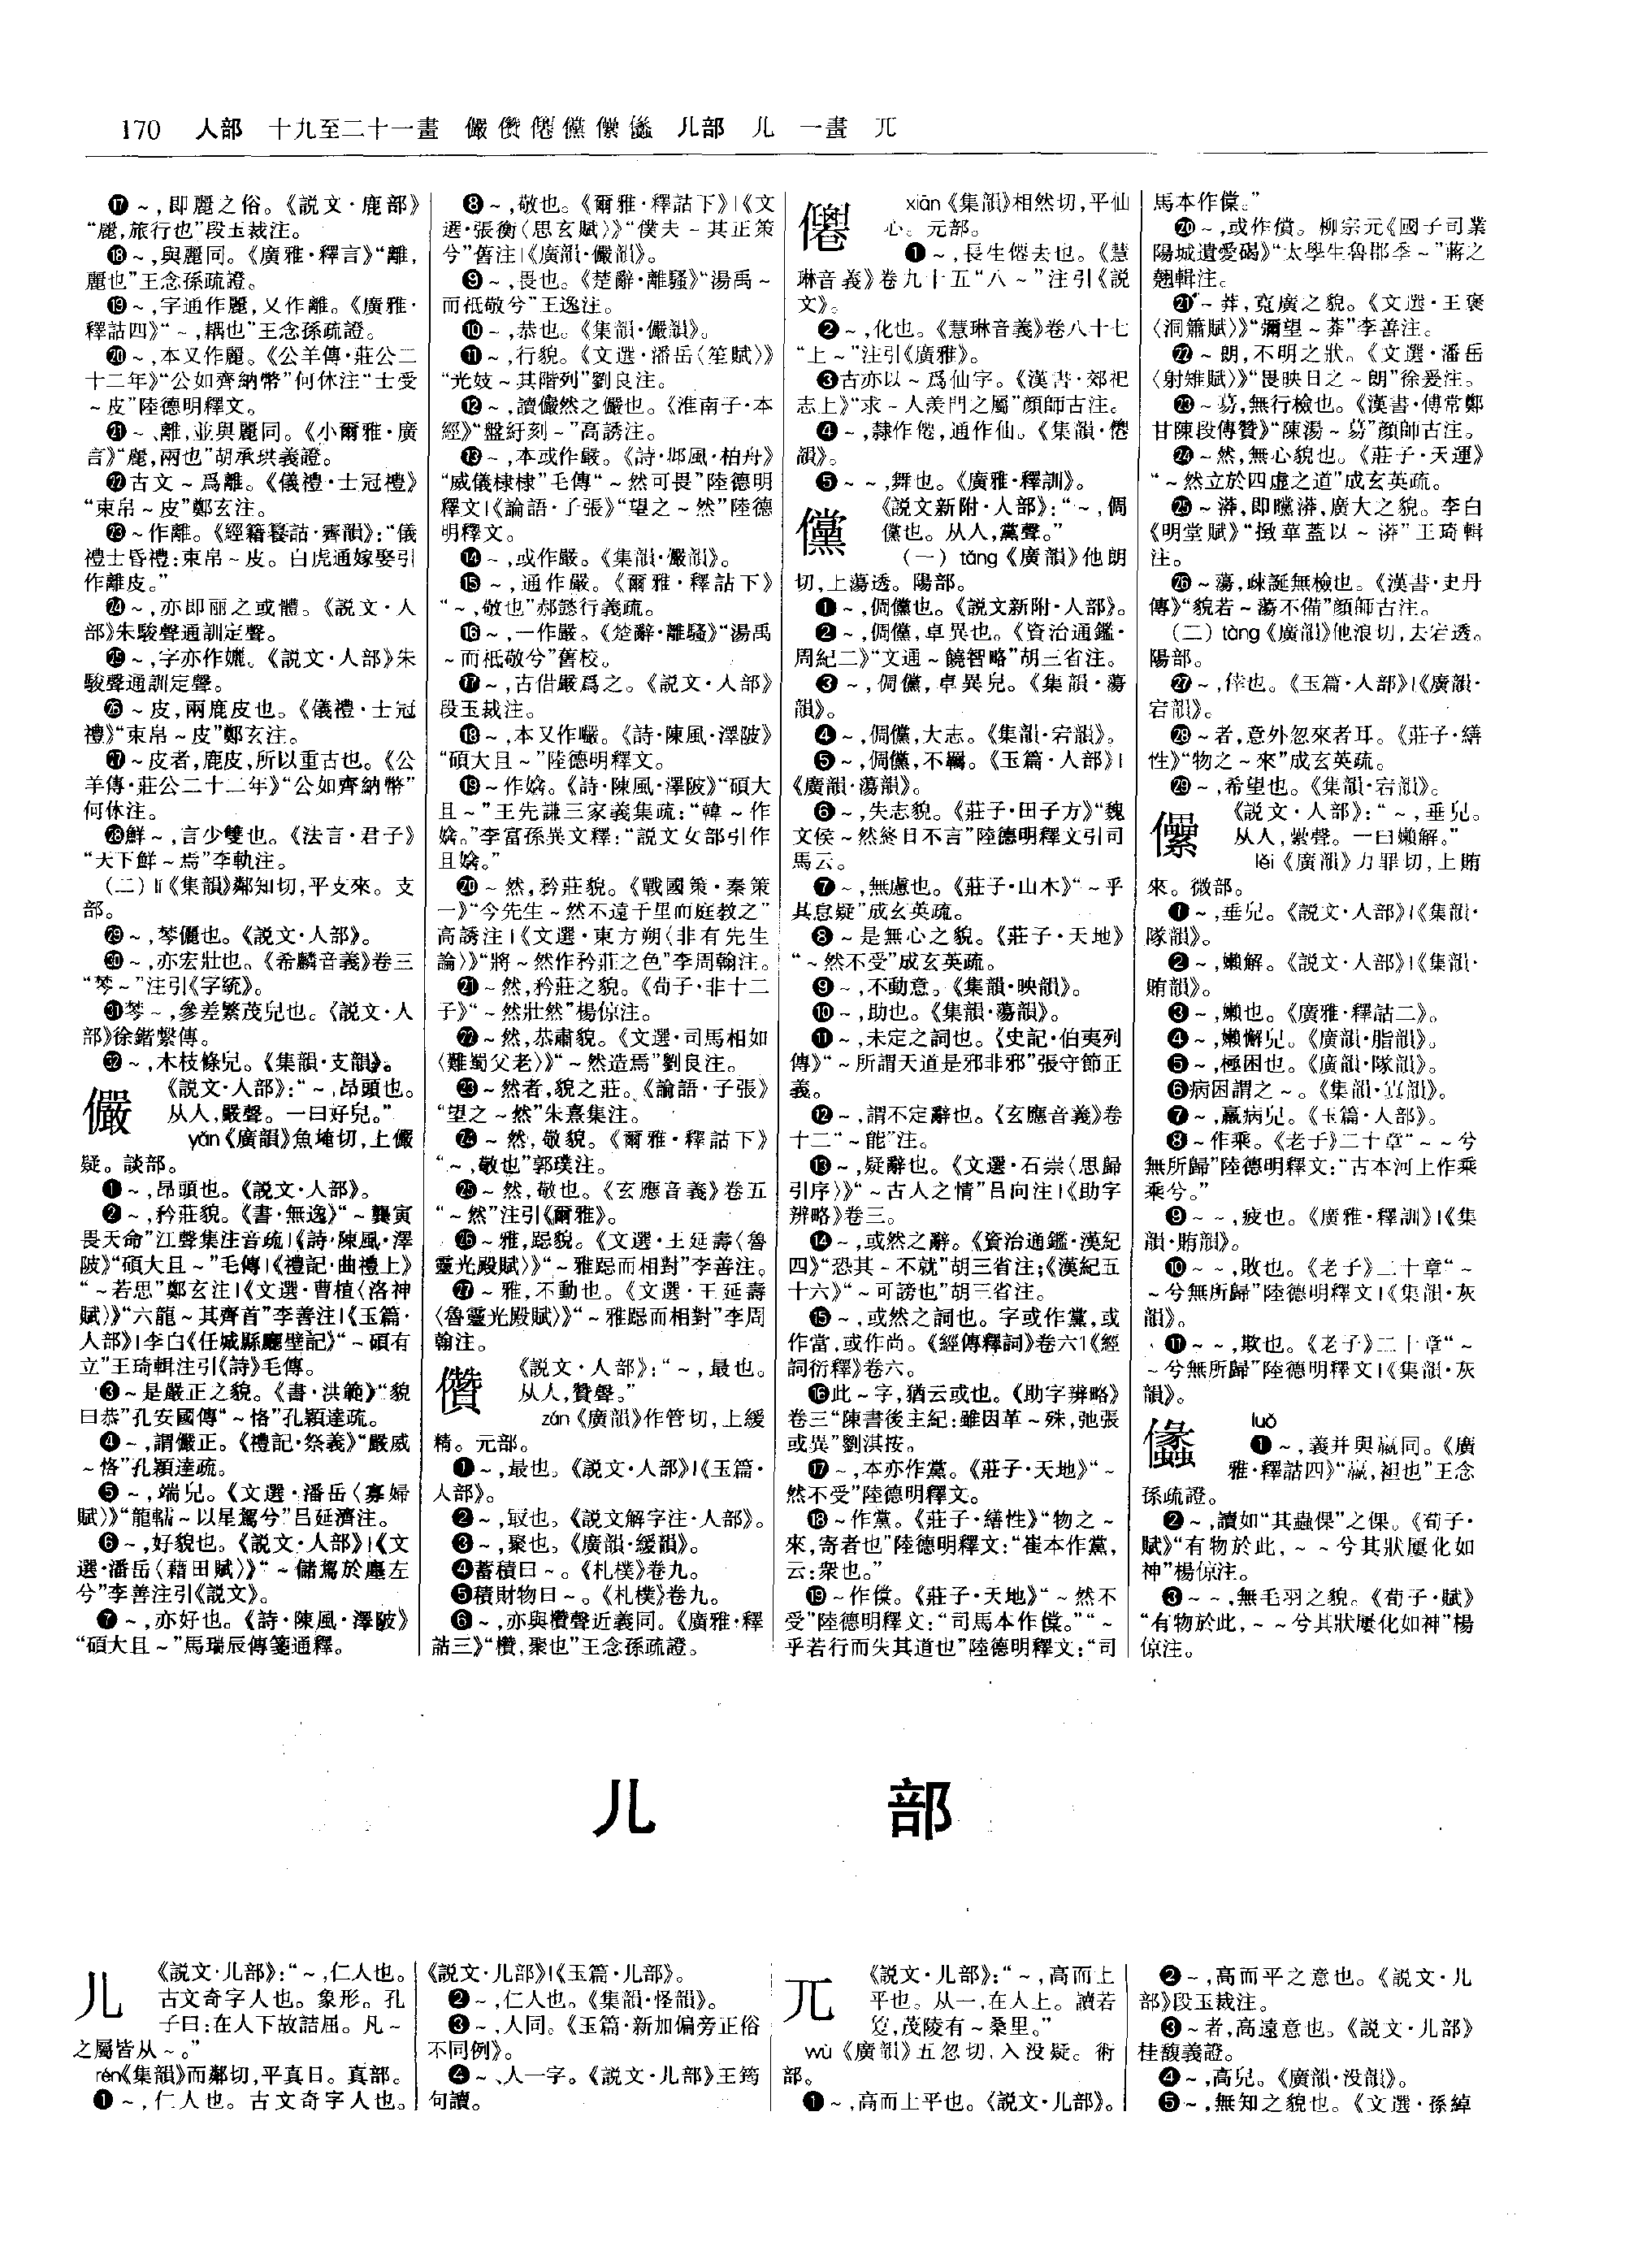 170 人部 十九至二十一畫 儼儹僊儻儽儾 儿部 儿 一畫 兀
⓱~,即麗之俗。《説文·鹿部》
“麗,旅行也”段玉裁注。
⓲~,與麗同。《廣雅·釋言》“離,
麗也”王念孫疏證。
⓳~,字通作麗,又作離。《廣雅·
釋詁四》“~,耦也”王念孫疏證。
⓴~,本又作麗。《公羊傳·莊公二
十二年》“公如齊納幣”何休注“士受
~皮”陸德明釋文。
㉑~、離,並與麗同。《小爾雅·廣
言》“麗,兩也”胡承珙義證。
㉒古文~爲離。《儀禮·士冠禮》
“束帛~皮”鄭玄注。
㉓~作離。《經籍籑詁·霽韻》:“儀
禮士昏禮:束帛~皮。白虎通嫁娶引
作離皮。”
㉔~,亦即丽之或體。《説文·人
部》朱駿聲通訓定聲。
㉕~,字亦作孋。《説文·人部》朱
駿聲通訓定聲。
㉖~皮,兩鹿皮也。《儀禮·士冠
禮》“束帛~皮”鄭玄注。
㉗~皮者,鹿皮,所以重古也。《公
羊傳·莊公二十二年》“公如齊納幣”
何休注。
㉘鮮~,言少雙也。《法言·君子》
“天下鮮~焉”李軌注。
(二)lí《集韻》鄰知切,平支來。支
部。
㉙~,棽儷也。《説文·人部》。
㉚~,亦宏壯也。《希麟音義》卷三
“棽~”注引《字統》。
㉛棽~,參差繁茂皃也。《説文·人
部》徐鍇繫傳。
㉜~,木枝條皃。《集韻·支韻》。
儼 《説文·人部》:“~,昂頭也。
从人,嚴聲。一曰好皃。”
yǎn《廣韻》魚埯切,上儼
疑。談部。
❶~,昂頭也。《説文·人部》。
❷~,矜莊貌。《書·無逸》“~龔寅
畏天命”江聲集注音疏|《詩·陳風·澤
陂》“碩大且~”毛傳|《禮記·曲禮上》
“~若思”鄭玄注|《文選·曹植〈洛神
賦〉》“六龍~其齊首”李善注|《玉篇·
人部》|李白《任城縣廳壁記》“~碩有
立”王琦輯注引《詩》毛傳。
❸~是嚴正之貌。《書·洪範》“貌
曰恭”孔安國傳“~恪”孔穎達疏。
❹~,謂儼正。《禮記·祭義》“嚴威
~恪”孔穎達疏。
❺~,端皃。《文選·潘岳〈寡婦
賦〉》“龍轜~以星駕兮”吕延濟注。
❻~,好貌也。《説文·人部》|《文
選·潘岳〈藉田賦〉》“~儲駕於廛左
兮”李善注引《説文》。
❼~,亦好也。《詩·陳風·澤陂》
“碩大且~”馬瑞辰傳箋通釋。
❽~,敬也。《爾雅·釋詁下》|《文
選·張衡〈思玄賦〉》“僕夫~其正策
兮”舊注|《廣韻·儼韻》。
❾~,畏也。《楚辭·離騷》“湯禹~
而祗敬兮”王逸注。
❿~,恭也。《集韻·儼韻》。
⓫~,行貌。《文選·潘岳〈笙賦〉》
“光妓~其階列”劉良注。
⓬~,讀儼然之儼也。《淮南子·本
經》“盤紆刻~”高誘注。
⓭~,本或作嚴。《詩·邶風·柏舟》
“威儀棣棣”毛傳“~然可畏”陸德明
釋文|《論語·子張》“望之~然”陸德
明釋文。
⓮~,或作嚴。《集韻·儼韻》。
⓯~,通作嚴。《爾雅·釋詁下》
“~,敬也”郝懿行義疏。
⓰~,一作嚴。《楚辭·離騷》“湯禹
~而祗敬兮”舊校。
⓱~,古借嚴爲之。《説文·人部》
段玉裁注。
⓲~,本又作曮。《詩·陳風·澤陂》
“碩大且~”陸德明釋文。
⓳~作嬐。《詩·陳風·澤陂》“碩大
且~”王先謙三家義集疏:“韓~作
嬐。”李富孫異文釋:“説文女部引作
且嬐。”
⓴~然,矜莊貌。《戰國策·秦策
一》“今先生~然不遠千里而庭教之”
高誘注|《文選·東方朔〈非有先生
論〉》“將~然作矜莊之色”李周翰注。
㉑~然,矜莊之貌。《荀子·非十二
子》“~然壯然”楊倞注。
㉒~然,恭肅貌。《文選·司馬相如
〈難蜀父老〉》“~然造焉”劉良注。
㉓~然者,貌之莊。《論語·子張》
“望之~然”朱熹集注。
㉔~然,敬貌。《爾雅·釋詁下》
“~,敬也”郭璞注。
㉕~然,敬也。《玄應音義》卷五
“~然”注引《爾雅》。
㉖~雅,跽貌。《文選·王延壽〈魯
靈光殿賦〉》“~雅跽而相對”李善注。
㉗~雅,不動也。《文選·王延壽
〈魯靈光殿賦〉》“~雅跽而相對”李周
翰注。
儹 《説文·人部》:“~,最也。
从人,贊聲。”
zǎn《廣韻》作管切,上緩
精。元部。
❶~,最也。《説文·人部》|《玉篇·
人部》。
❷~,冣也。《説文解字注·人部》。
❸~,聚也。《廣韻·緩韻》。
❹蓄積曰~。《札樸》卷九。
❺積財物曰~。《札樸》卷九。
❻~,亦與欑聲近義同。《廣雅·釋
詁三》“欑,聚也”王念孫疏證。
僊 xiān《集韻》相然切,平仙
心。元部。
❶~,長生僊去也。《慧
琳音義》卷九十五“八~”注引《説
文》。
❷~,化也。《慧琳音義》卷八十七
“上~”注引《廣雅》。
❸古亦以~爲仙字。《漢書·郊祀
志上》“求~人羨門之屬”顔師古注。
❹~,隸作僊,通作仙。《集韻·僊
韻》。
❺~~,舞也。《廣雅·釋訓》。
儻 《説文新附·人部》:“~,倜
儻也。从人,黨聲。”
(一)tǎng《廣韻》他朗
切,上蕩透。陽部。
❶~,倜儻也。《説文新附·人部》。
❷~,倜儻,卓異也。《資治通鑑·
周紀二》“文通~饒智略”胡三省注。
❸~,倜儻,卓異皃。《集韻·蕩
韻》。
❹~,倜儻,大志。《集韻·宕韻》。
❺~,倜儻,不羈。《玉篇·人部》|
《廣韻·蕩韻》。
❻~,失志貌。《莊子·田子方》“魏
文侯~然終日不言”陸德明釋文引司
馬云。
❼~,無慮也。《莊子·山木》“~乎
其怠疑”成玄英疏。
❽~是無心之貌。《莊子·天地》
“~然不受”成玄英疏。
❾~,不動意。《集韻·映韻》。
❿~,助也。《集韻·蕩韻》。
⓫~,未定之詞也。《史記·伯夷列
傳》“~所謂天道是邪非邪”張守節正
義。
⓬~,謂不定辭也。《玄應音義》卷
十二“~能”注。
⓭~,疑辭也。《文選·石崇〈思歸
引序〉》“~古人之情”吕向注|《助字
辨略》卷三。
⓮~,或然之辭。《資治通鑑·漢紀
四》“恐其~不就”胡三省注;《漢紀五
十六》“~可謗也”胡三省注。
⓯~,或然之詞也。字或作黨,或
作當,或作尚。《經傳釋詞》卷六|《經
詞衍釋》卷六。
⓰此~字,猶云或也。《助字辨略》
卷三“陳書後主紀:雖因革~殊,弛張
或異”劉淇按。
⓱~,本亦作黨。《莊子·天地》“~
然不受”陸德明釋文。
⓲~作黨。《莊子·繕性》“物之~
來,寄者也”陸德明釋文:“崔本作黨,
云:衆也。”
⓳~作傥。《莊子·天地》“~然不
受”陸德明釋文:“司馬本作傥。”“~
乎若行而失其道也”陸德明釋文:“司
馬本作傥。”
⓴~,或作償。柳宗元《國子司業
陽城遺愛碣》“太學生魯郡季~”蔣之
翹輯注。
㉑~莽,寬廣之貌。《文選·王褒
〈洞簫賦〉》“彌望~莽”李善注。
㉒~朗,不明之狀。《文選·潘岳
〈射雉賦〉》“畏映日之~朗”徐爰注。
㉓~蕩,無行檢也。《漢書·傅常鄭
甘陳段傳贊》“陳湯~蕩”顔師古注。
㉔~然,無心貌也。《莊子·天運》
“~然立於四虚之道”成玄英疏。
㉕~漭,即曭漭,廣大之貌。李白
《明堂賦》“撥華蓋以~漭”王琦輯
注。
㉖~蕩,疎誕無檢也。《漢書·史丹
傳》“貌若~蕩不備”顔師古注。
(二)tàng《廣韻》他浪切,去宕透。
陽部。
㉗~,倖也。《玉篇·人部》|《廣韻·
宕韻》。
㉘~者,意外忽來者耳。《莊子·繕
性》“物之~來”成玄英疏。
㉙~,希望也。《集韻·宕韻》。
儽 《説文·人部》:“~,垂皃。
从人,纍聲。一曰嬾解。”
lěi《廣韻》力罪切,上賄
來。微部。
❶~,垂皃。《説文·人部》|《集韻·
隊韻》。
❷~,嬾解。《説文·人部》|《集韻·
賄韻》。
❸~,嬾也。《廣雅·釋詁二》。
❹~,嬾懈皃。《廣韻·脂韻》。
❺~,極困也。《廣韻·隊韻》。
❻病困謂之~。《集韻·寘韻》。
❼~,羸病皃。《玉篇·人部》。
❽~作乘。《老子》二十章“~~兮
無所歸”陸德明釋文:“古本河上作乘
乘兮。”
❾~~,疲也。《廣雅·釋訓》|《集
韻·賄韻》。
❿~~,敗也。《老子》二十章“~
~兮無所歸”陸德明釋文|《集韻·灰
韻》。
⓫~~,欺也。《老子》二十章“~
~兮無所歸”陸德明釋文|《集韻·灰
韻》。
luǒ
❶~,義并與臝同。《廣
雅·釋詁四》“臝,袒也”王念
孫疏證。
❷~,讀如“其蟲倮”之倮。《荀子·
賦》“有物於此,~~兮其狀屢化如
神”楊倞注。
❸~~,無毛羽之貌。《荀子·賦》
“有物於此,~~兮其狀屢化如神”楊
倞注。
儿 部
儿 《説文·儿部》:“~,仁人也。
古文奇字人也。象形。孔
子曰:在人下故詰屈。凡~
之屬皆从~。”
rén《集韻》而鄰切,平真日。真部。
❶~,仁人也。古文奇字人也。
《説文·儿部》|《玉篇·儿部》。
❷~,仁人也。《集韻·怪韻》。
❸~,人同。《玉篇·新加偏旁正俗
不同例》。
❹~、人一字。《説文·儿部》王筠
句讀。
兀 《説文·儿部》:“~,高而上
平也。从一,在人上。讀若
夐,茂陵有~桑里。”
wù《廣韻》五忽切,入没疑。術
部。
❶~,高而上平也。《説文·儿部》。
❷~,高而平之意也。《説文·儿
部》段玉裁注。
❸~者,高遠意也。《説文·儿部》
桂馥義證。
❹~,高皃。《廣韻·没韻》。
❺~,無知之貌也。《文選·孫綽